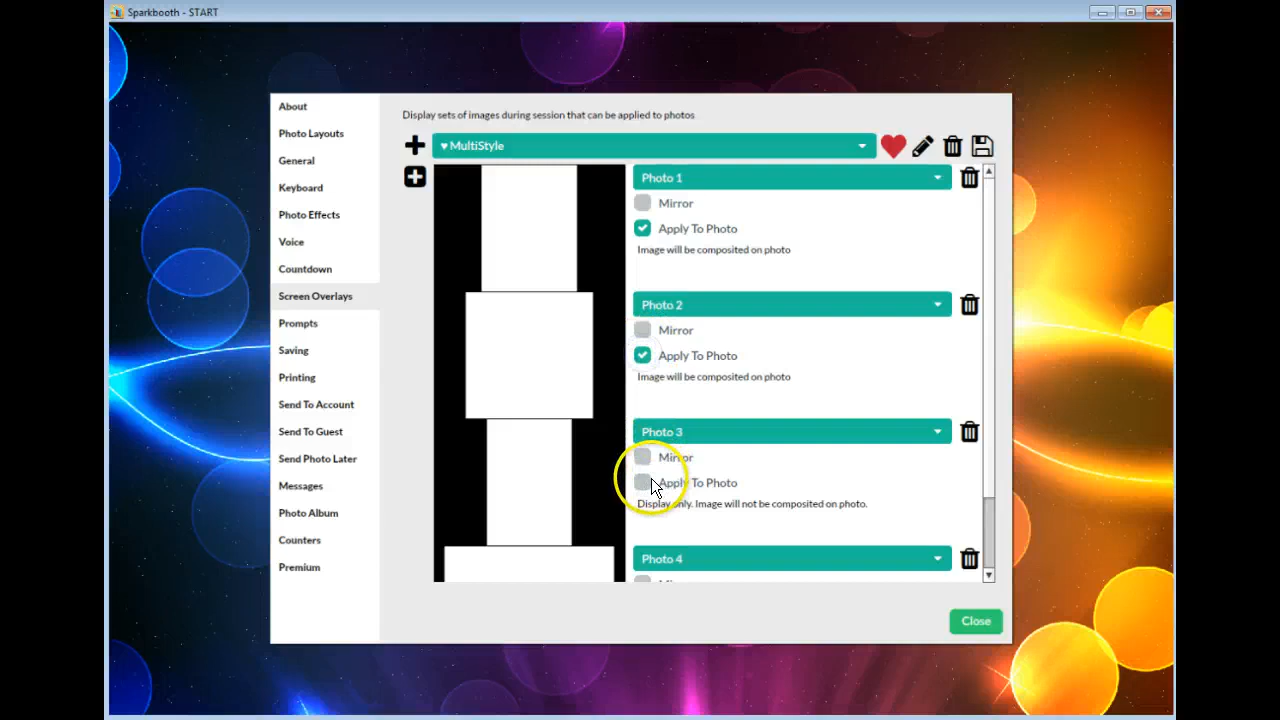 Sparkbooth - START
About
Photo Layouts
General
Keyboard
Photo Effects
Voice
Countdown
Screen Overlays
Prompts
Saving
Printing
Send To Account
Send To Guest
Send Photo Later
Messages
Photo Album
Counters
Premium
Display sets of images during session that can be applied to photos
♥ MultiStyle
Photo 1
Mirror
Apply To Photo
Image will be composited on photo
Photo 2
Mirror
Apply To Photo
Image will be composited on photo
Photo 3
Mirror
Apply To Photo
Display only. Image will not be composited on photo.
Photo 4
Close